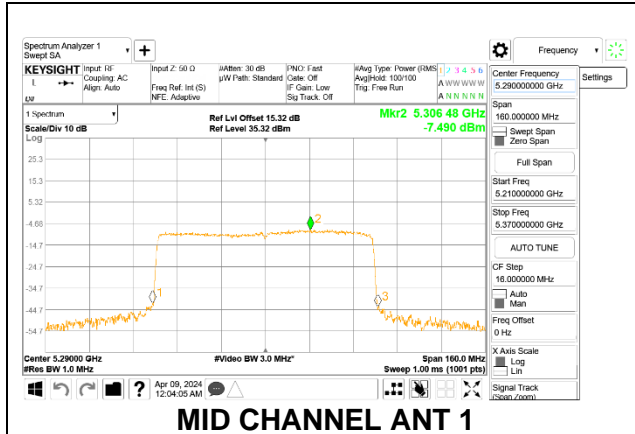 Spectrum Analyzer 1
Swept SA
+
Frequency
KEYSIGHT
Input: RF
Coupling: AC
Align: Auto
Input Z: 50 Ω
Freq Ref: Int (S)
NFE: Adaptive
#Atten: 30 dB
µW Path: Standard
PNO: Fast
Gate: Off
IF Gain: Low
Sig Track: Off
#Avg Type: Power (RMS
Avg|Hold: 100/100
Trig: Free Run
1 2 3 4 5 6
A W W W W W
A N N N N N
L
1 Spectrum
Scale/Div 10 dB
Log
Ref Lvl Offset 15.32 dB
Ref Level 35.32 dBm
Mkr2 5.306 48 GHz
-7.490 dBm
25.3
15.3
5.32
-4.68
-14.7
-24.7
-34.7
-44.7
-54.7
1
2
3
Center 5.29000 GHz
#Res BW 1.0 MHz
#Video BW 3.0 MHz*
Span 160.0 MHz
Sweep 1.00 ms (1001 pts)
Center Frequency
5.290000000 GHz
Settings
Span
160.000000 MHz
Swept Span
Zero Span
Full Span
Start Freq
5.210000000 GHz
Stop Freq
5.370000000 GHz
AUTO TUNE
CF Step
16.000000 MHz
Auto
Man
Freq Offset
0 Hz
X Axis Scale
Log
Lin
Signal Track
(Span Zoom)
?
Apr 09, 2024
12:04:05 AM
MID CHANNEL ANT 1